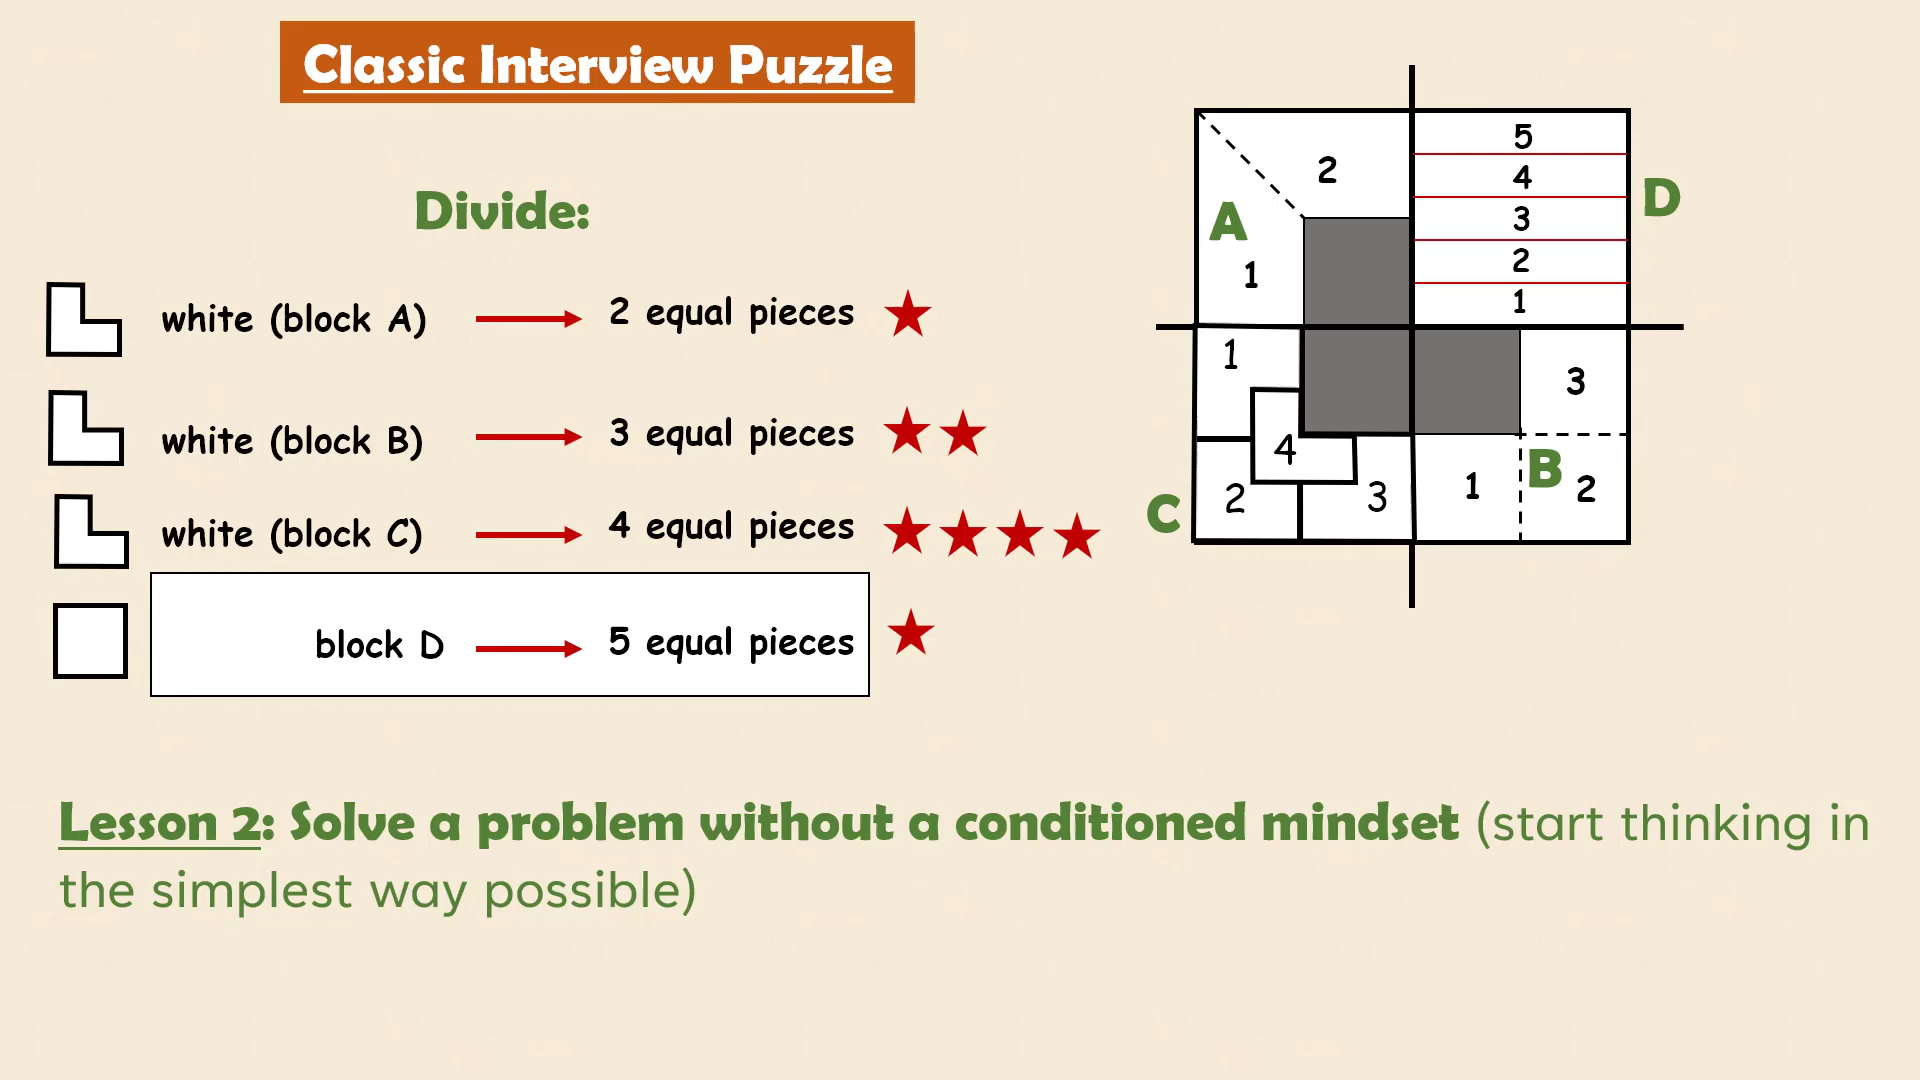 Classic Interview Puzzle
Divide:
white (block A) 2 equal pieces
white (block B) 3 equal pieces
white (block C) 4 equal pieces
block D 5 equal pieces
2
A
1
5
4
3
2
1
D
1
4
2
3
C
3
B
1
2
Lesson 2: Solve a problem without a conditioned mindset (start thinking in
the simplest way possible)